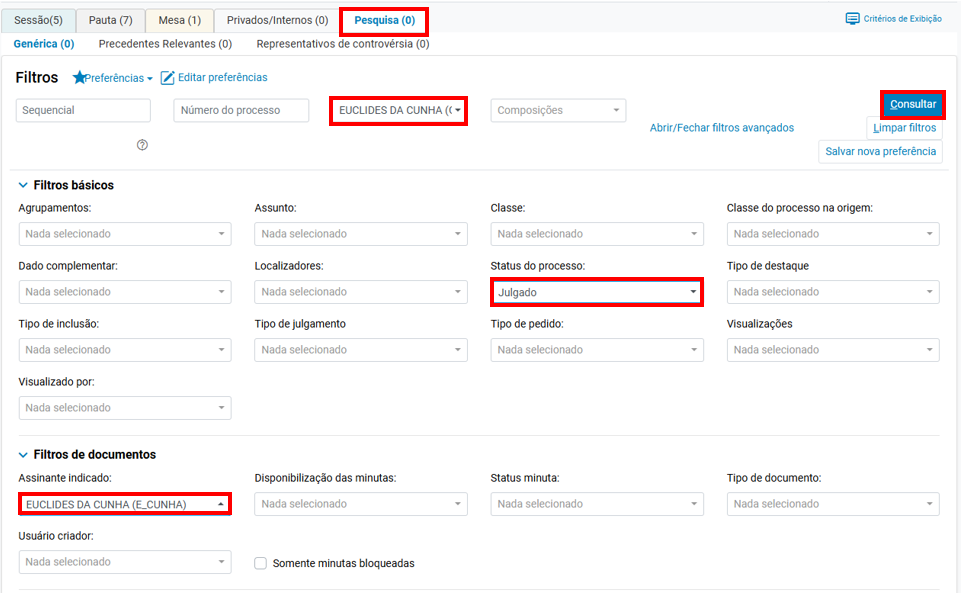 Sessão(5) Pauta (7) Mesa (1) Privados/Internos (0) Pesquisa (0) Critérios de Exibição
Genérica (0) Precedentes Relevantes (0) Representativos de controvérsia (0)
Filtros Preferências Editar preferências
Sequencial Número do processo EUCLIDES DA CUNHA (C Composições Consultar
Abrir/Fechar filtros avançados Limpar filtros
Salvar nova preferência
Filtros básicos
Agrupamentos: Assunto: Classe: Classe do processo na origem:
Nada selecionado Nada selecionado Nada selecionado Nada selecionado
Dado complementar: Localizadores: Status do processo: Tipo de destaque
Nada selecionado Nada selecionado Julgado Nada selecionado
Tipo de inclusão: Tipo de julgamento Tipo de pedido: Visualizações
Nada selecionado Nada selecionado Nada selecionado Nada selecionado
Visualizado por:
Nada selecionado
Filtros de documentos
Assinante indicado: Disponibilização das minutas: Status minuta: Tipo de documento:
EUCLIDES DA CUNHA (E_CUNHA) Nada selecionado Nada selecionado Nada selecionado
Usuário criador:
Nada selecionado Somente minutas bloqueadas